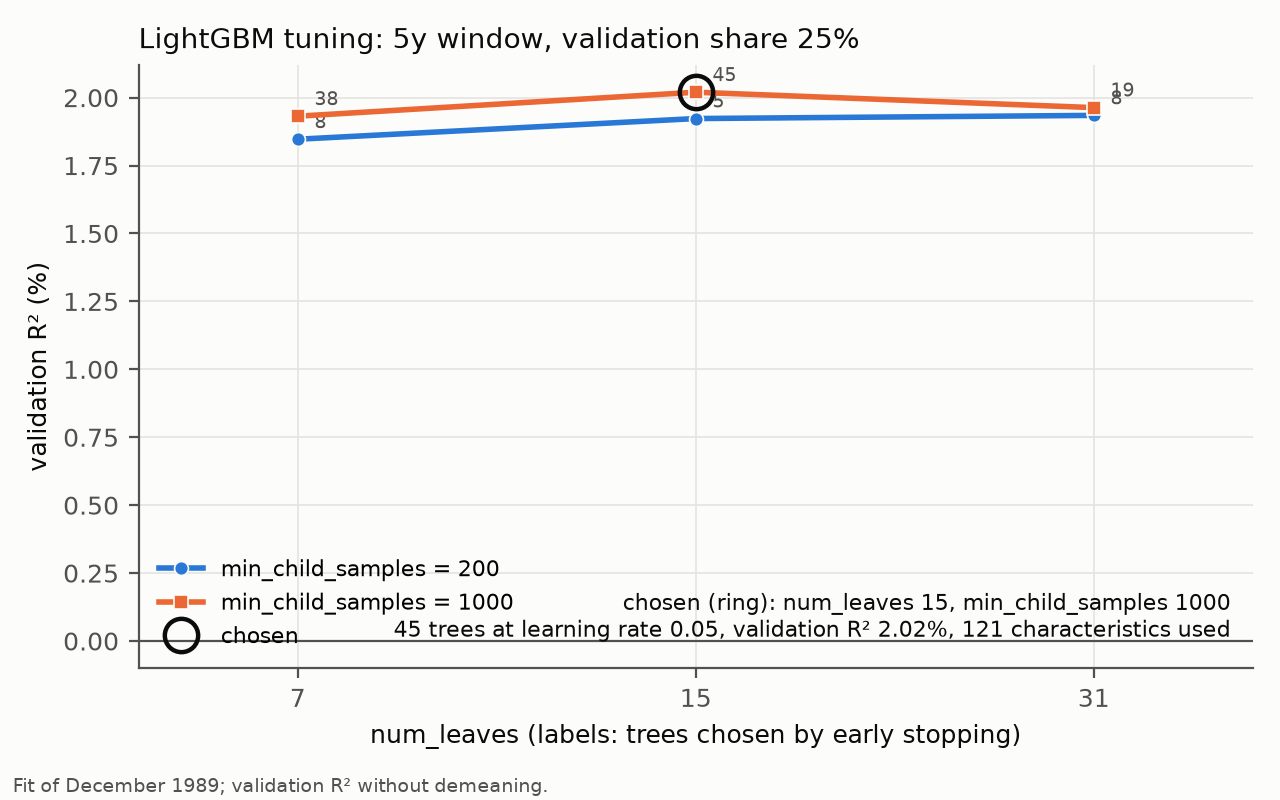 LightGBM tuning: 5y window, validation share 25%
validation R² (%)
2.00
1.75
1.50
1.25
1.00
0.75
0.50
0.25
0.00
38
8
45
5
19
8
min_child_samples = 200
min_child_samples = 1000
chosen
chosen (ring): num_leaves 15, min_child_samples 1000
45 trees at learning rate 0.05, validation R² 2.02%, 121 characteristics used
7
15
31
num_leaves (labels: trees chosen by early stopping)
Fit of December 1989; validation R² without demeaning.